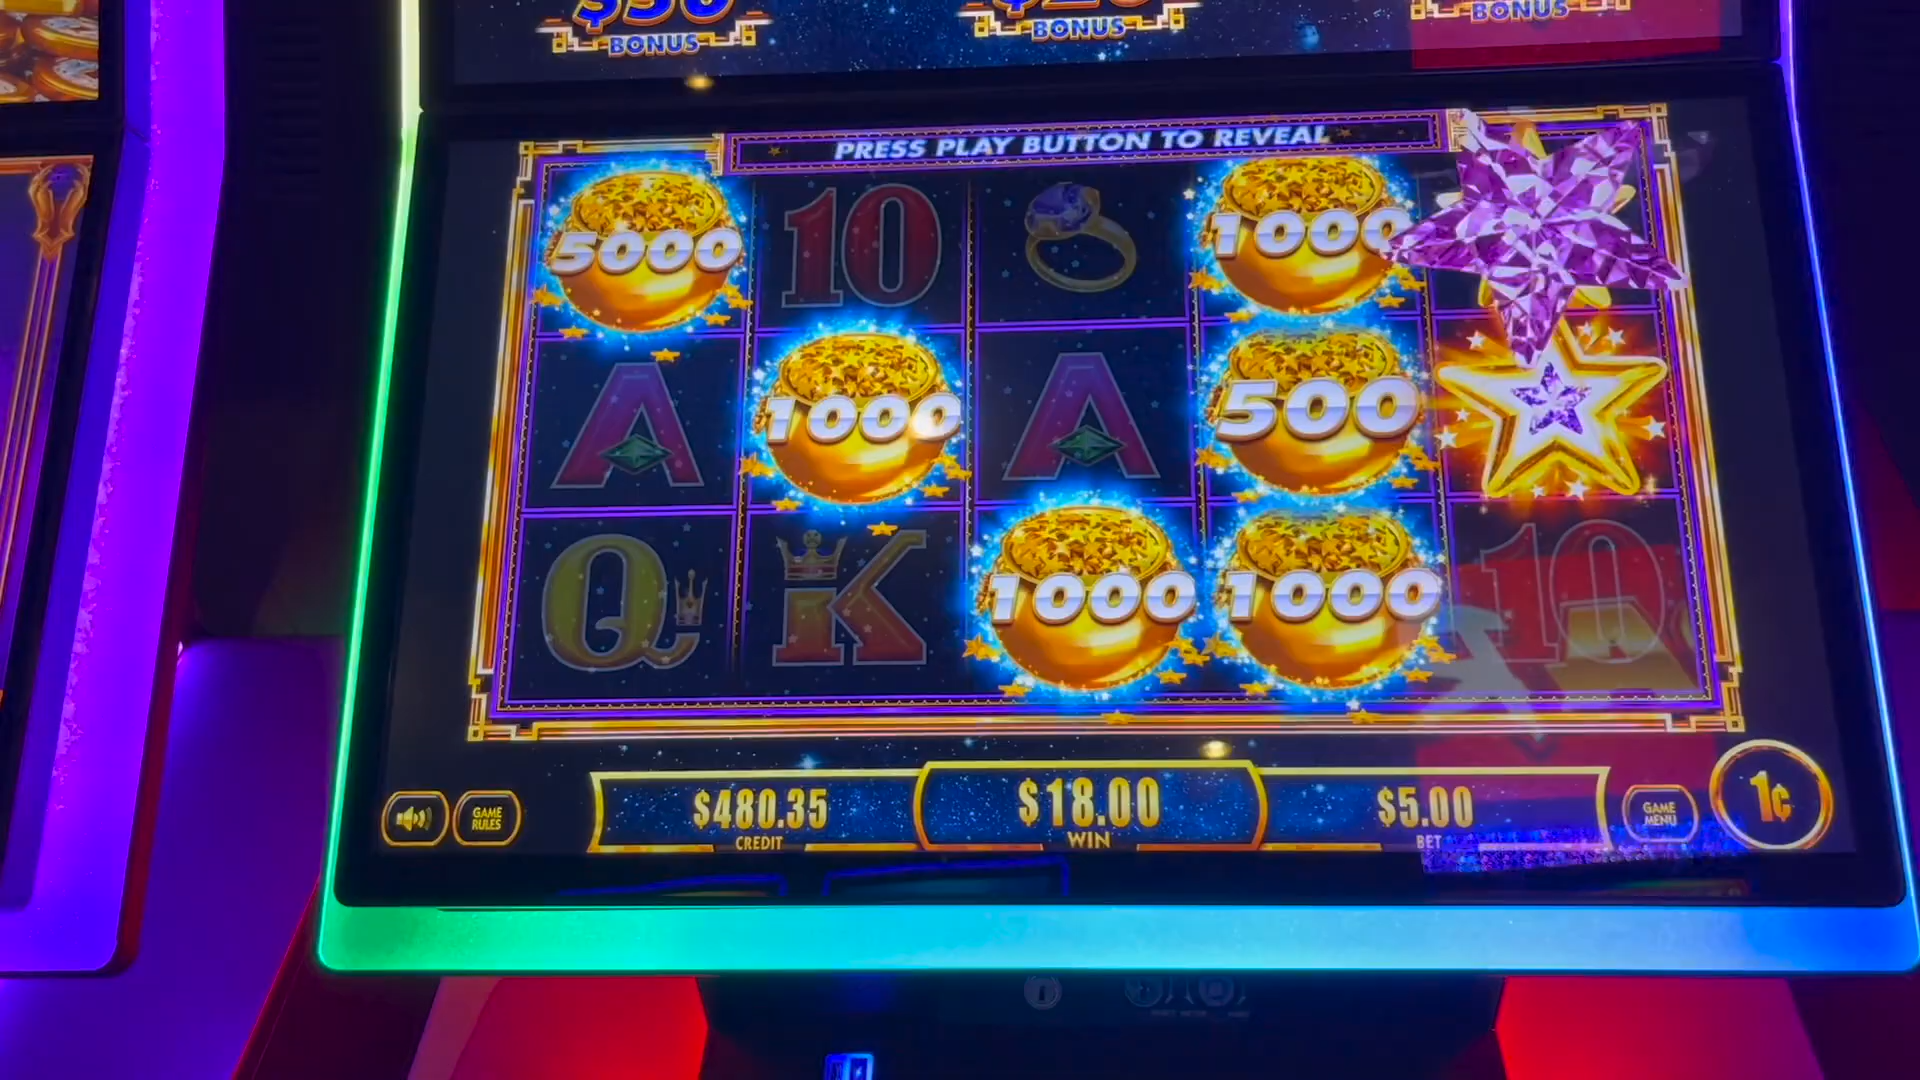 BONUS
BONUS
BONUS
PRESS PLAY BUTTON TO REVEAL
5000
10
1000
A
1000
A
500
Q
K
1000
1000
10
GAME
RULES
$480.35
CREDIT
$18.00
WIN
$5.00
BET
GAME
MENU
1¢